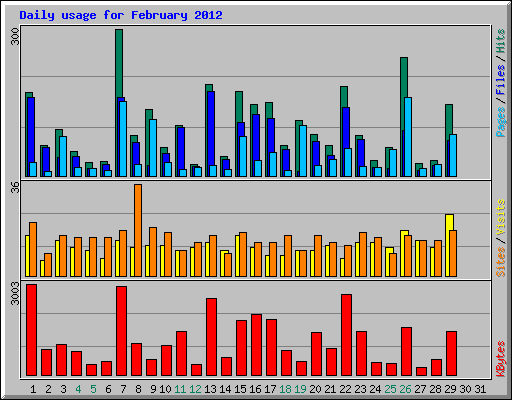 Daily usage for February 2012
300
Pages / Files / Hits
36
Sites / Visits
3003
KBytes
1 2 3 4 5 6 7 8 9 10 11 12 13 14 15 16 17 18 19 20 21 22 23 24 25 26 27 28 29 30 31